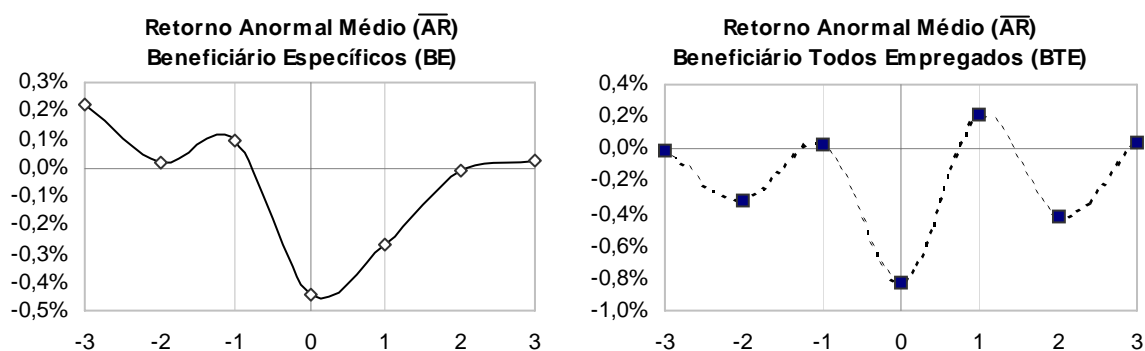 Retorno Anormal Médio (A̅R̅)
Beneficiário Específicos (BE)
0,3%
0,2%
0,1%
0,0%
-0,1%
-0,2%
-0,3%
-0,4%
-0,5%
-3 -2 -1 0 1 2 3
Retorno Anormal Médio (A̅R̅)
Beneficiário Todos Empregados (BTE)
0,4%
0,2%
0,0%
-0,2%
-0,4%
-0,6%
-0,8%
-1,0%
-3 -2 -1 0 1 2 3